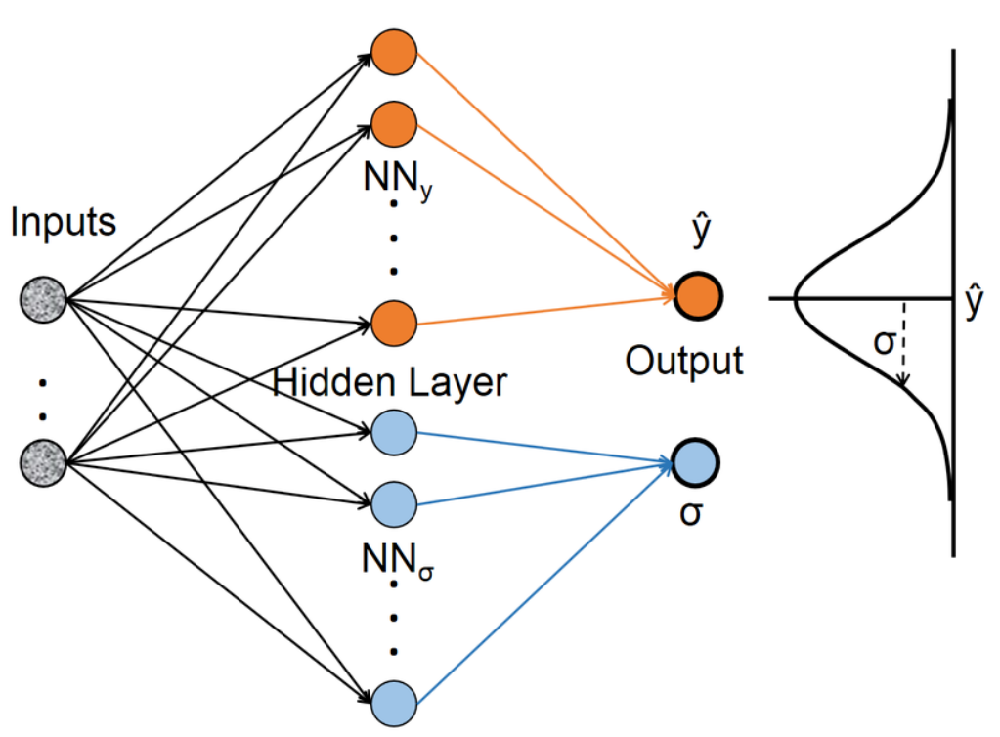 Inputs
NNy
Hidden Layer
NNσ
ŷ
Output
σ
ŷ
σ